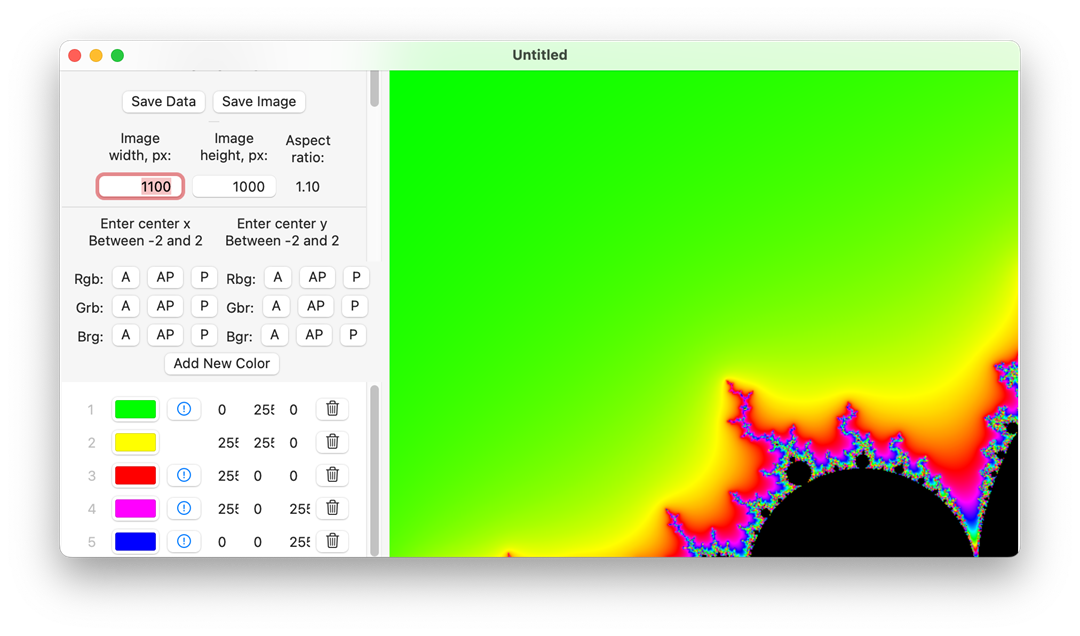 Untitled
Save Data Save Image
Image Image Aspect
width, px: height, px: ratio:
1100 1000 1.10
Enter center x Enter center y
Between -2 and 2 Between -2 and 2
Rgb: A AP P Rbg: A AP P
Grb: A AP P Gbr: A AP P
Brg: A AP P Bgr: A AP P
Add New Color
1 0 255 0
2 255 255 0
3 255 0 0
4 255 0 255
5 0 0 255